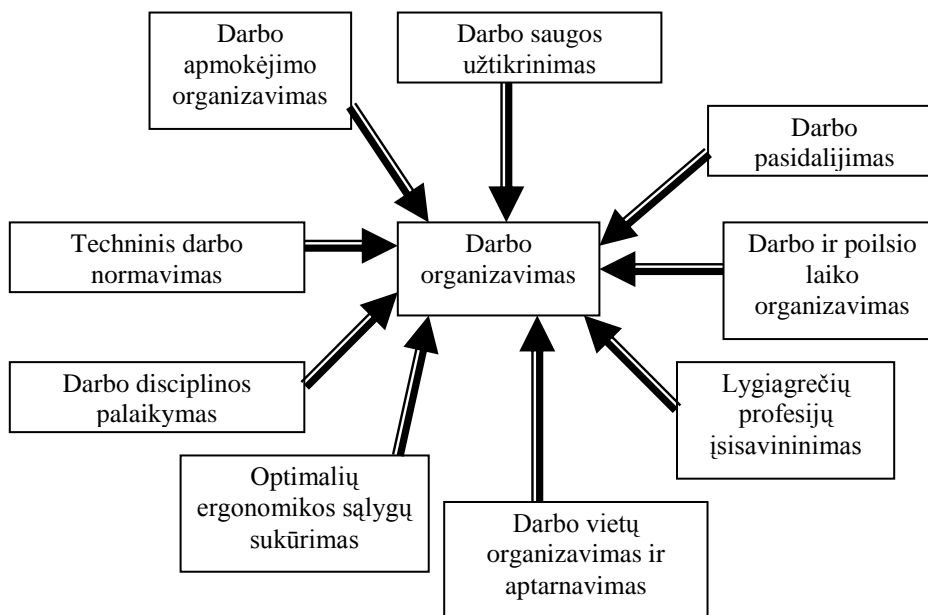 Darbo
apmokėjimo
organizavimas
Darbo saugos
užtikrinimas
Darbo
pasidalijimas
Techninis darbo
normavimas
Darbo
organizavimas
Darbo ir poilsio
laiko
organizavimas
Darbo disciplinos
palaikymas
Lygiagrečių
profesijų
įsisavininimas
Optimalių
ergonomikos sąlygų
sukūrimas
Darbo vietų
organizavimas ir
aptarnavimas